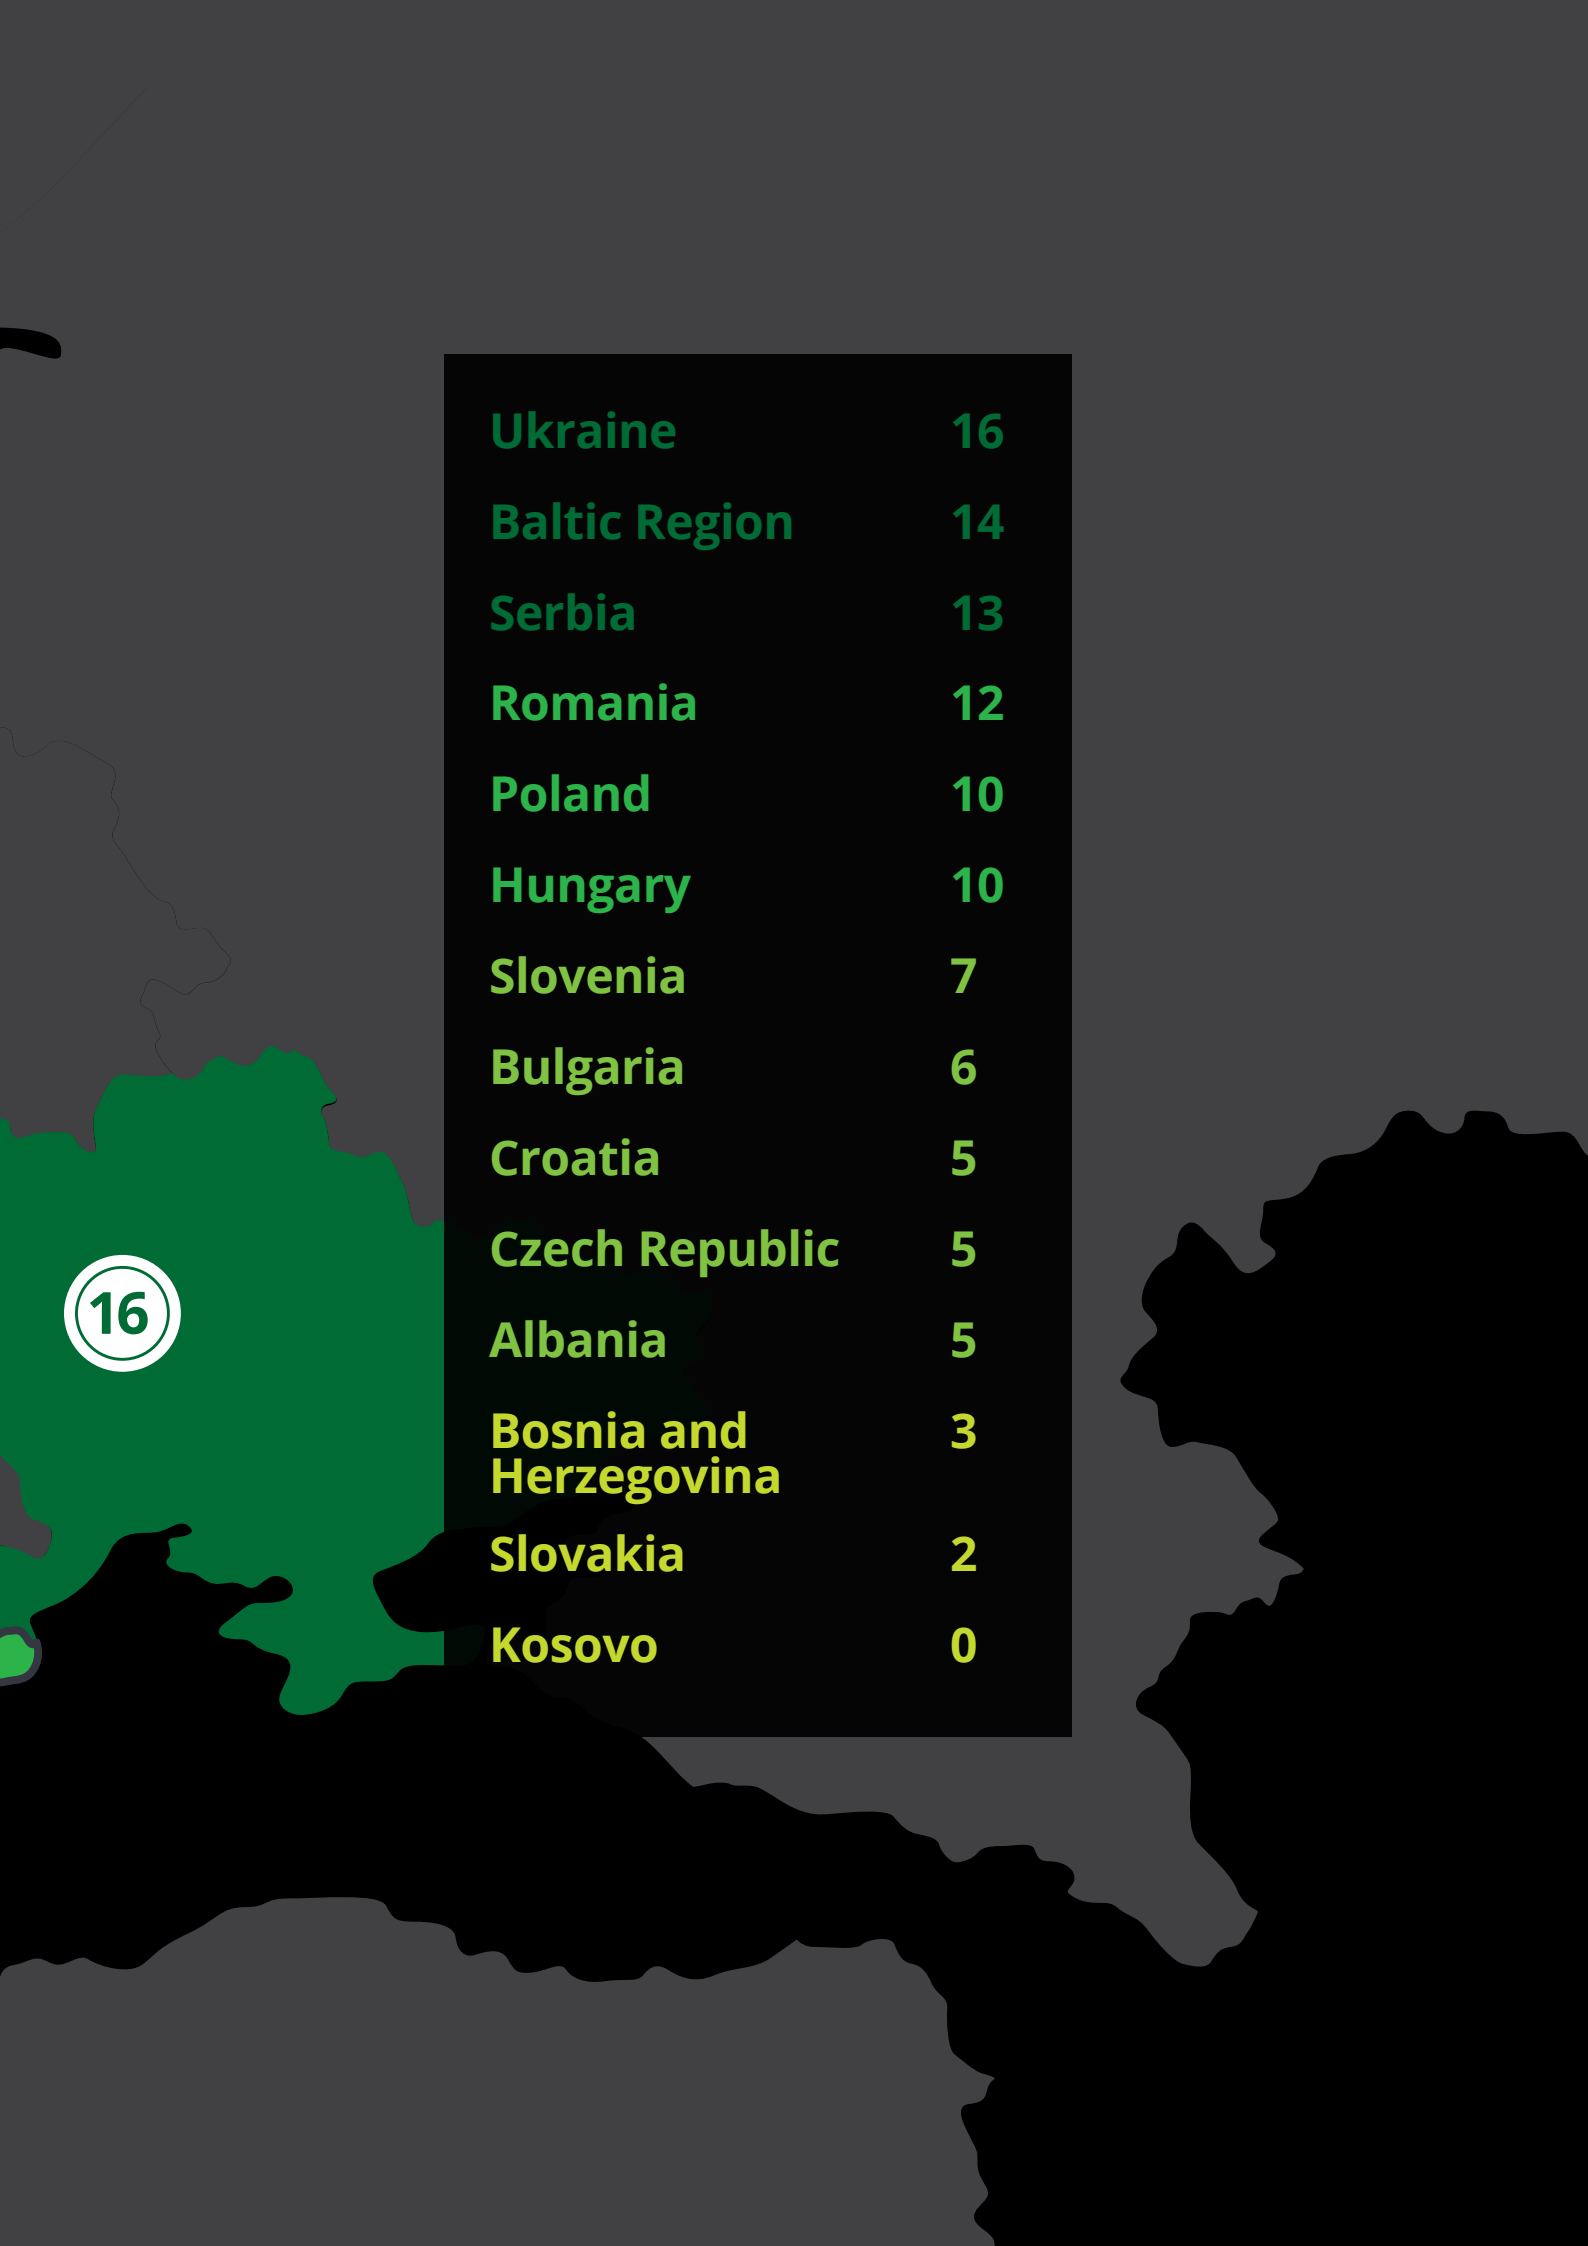 Ukraine 16
Baltic Region 14
Serbia 13
Romania 12
Poland 10
Hungary 10
Slovenia 7
Bulgaria 6
Croatia 5
Czech Republic 5
Albania 5
Bosnia and 3
Herzegovina
Slovakia 2
Kosovo 0
16